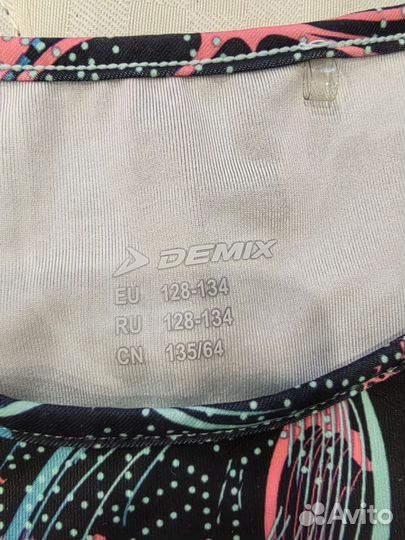 DEMIX
EU 128-134
RU 128-134
CN 135/64
Avito